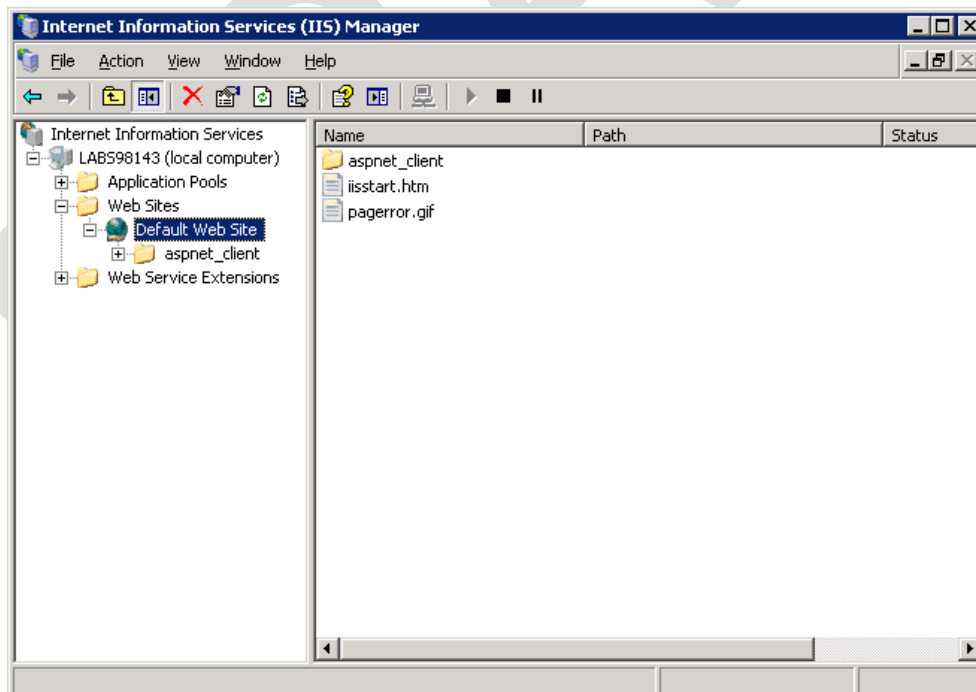 Internet Information Services (IIS) Manager
File Action View Window Help
Internet Information Services
LABS98143 (local computer)
Application Pools
Web Sites
Default Web Site
aspnet_client
Web Service Extensions
Name Path Status
aspnet_client
iisstart.htm
pagerror.gif